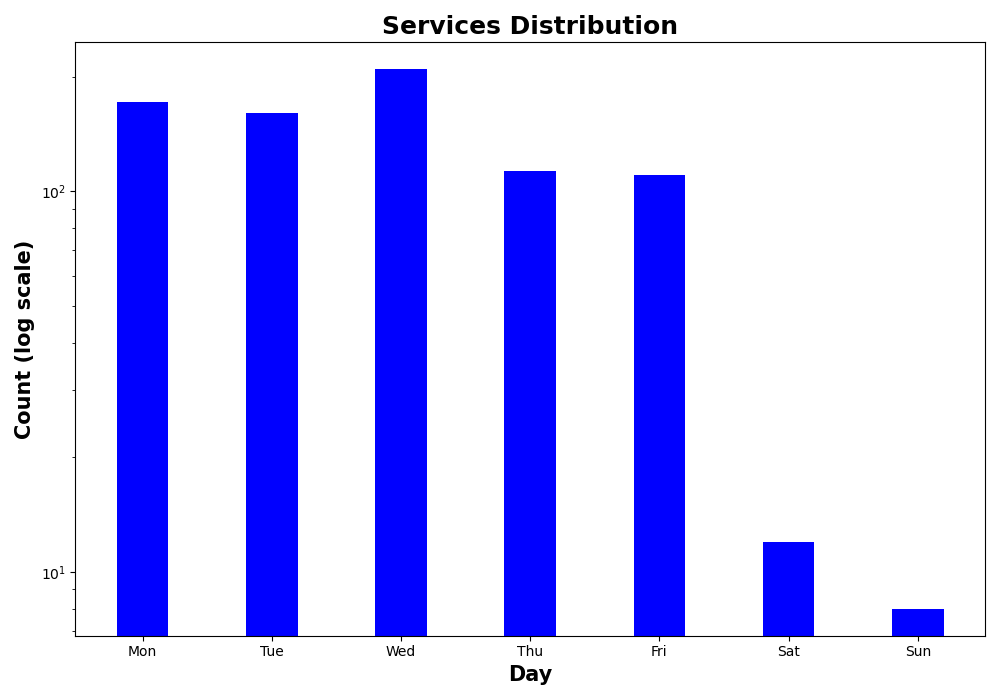 Services Distribution
Count (log scale)
10²
10¹
Mon Tue Wed Thu Fri Sat Sun
Day